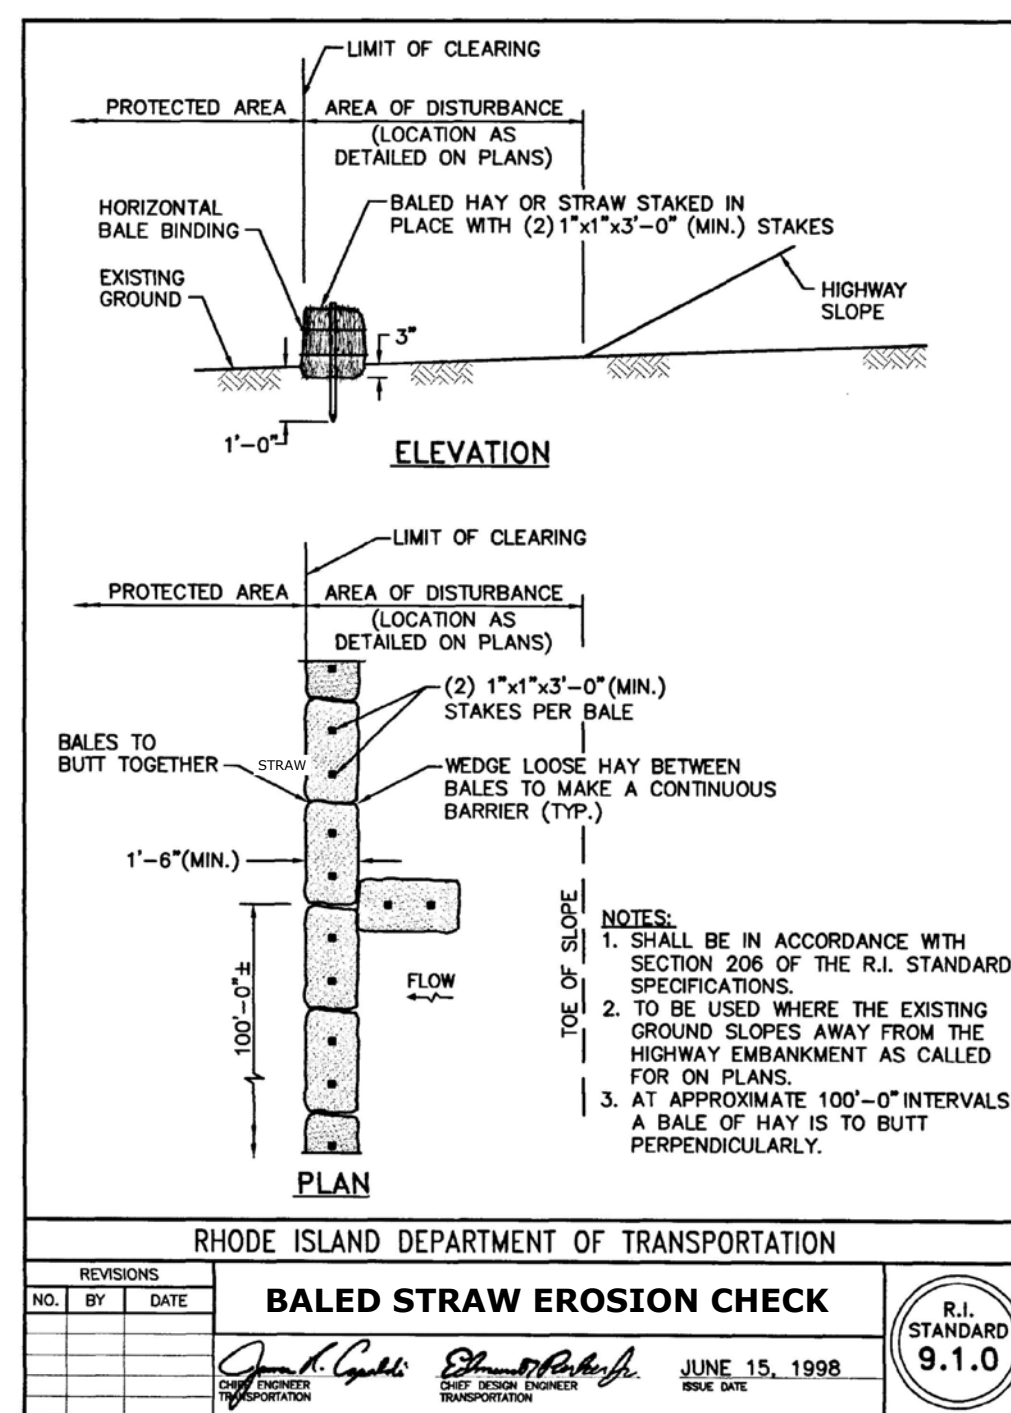 LIMIT OF CLEARING
PROTECTED AREA
AREA OF DISTURBANCE
(LOCATION AS
DETAILED ON PLANS)
HORIZONTAL
BALE BINDING
BALED HAY OR STRAW STAKED IN
PLACE WITH (2) 1"x1"x3'-0" (MIN.) STAKES
EXISTING
GROUND
HIGHWAY
SLOPE
3"
1'-0"
ELEVATION
LIMIT OF CLEARING
PROTECTED AREA
AREA OF DISTURBANCE
(LOCATION AS
DETAILED ON PLANS)
(2) 1"x1"x3'-0"(MIN.)
STAKES PER BALE
BALES TO
BUTT TOGETHER
STRAW
WEDGE LOOSE HAY BETWEEN
BALES TO MAKE A CONTINUOUS
BARRIER (TYP.)
1'-6"(MIN.)
100'-0"±
FLOW
TOE OF SLOPE
NOTES:
1. SHALL BE IN ACCORDANCE WITH
SECTION 206 OF THE R.I. STANDARD
SPECIFICATIONS.
2. TO BE USED WHERE THE EXISTING
GROUND SLOPES AWAY FROM THE
HIGHWAY EMBANKMENT AS CALLED
FOR ON PLANS.
3. AT APPROXIMATE 100'-0" INTERVALS
A BALE OF HAY IS TO BUTT
PERPENDICULARLY.
PLAN
RHODE ISLAND DEPARTMENT OF TRANSPORTATION
REVISIONS
NO. BY DATE
BALED STRAW EROSION CHECK
CHIEF ENGINEER
TRANSPORTATION
CHIEF DESIGN ENGINEER
TRANSPORTATION
JUNE 15, 1998
ISSUE DATE
R.I.
STANDARD
9.1.0